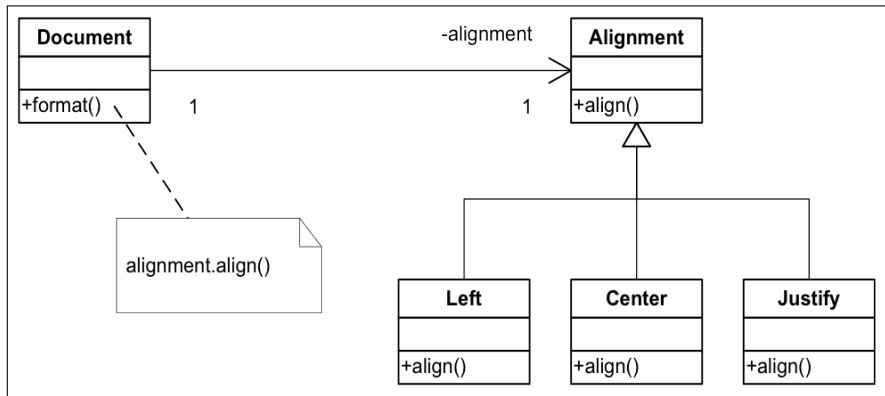 Document
-alignment
Alignment
+format()
1
1
+align()
alignment.align()
Left
Center
Justify
+align()
+align()
+align()